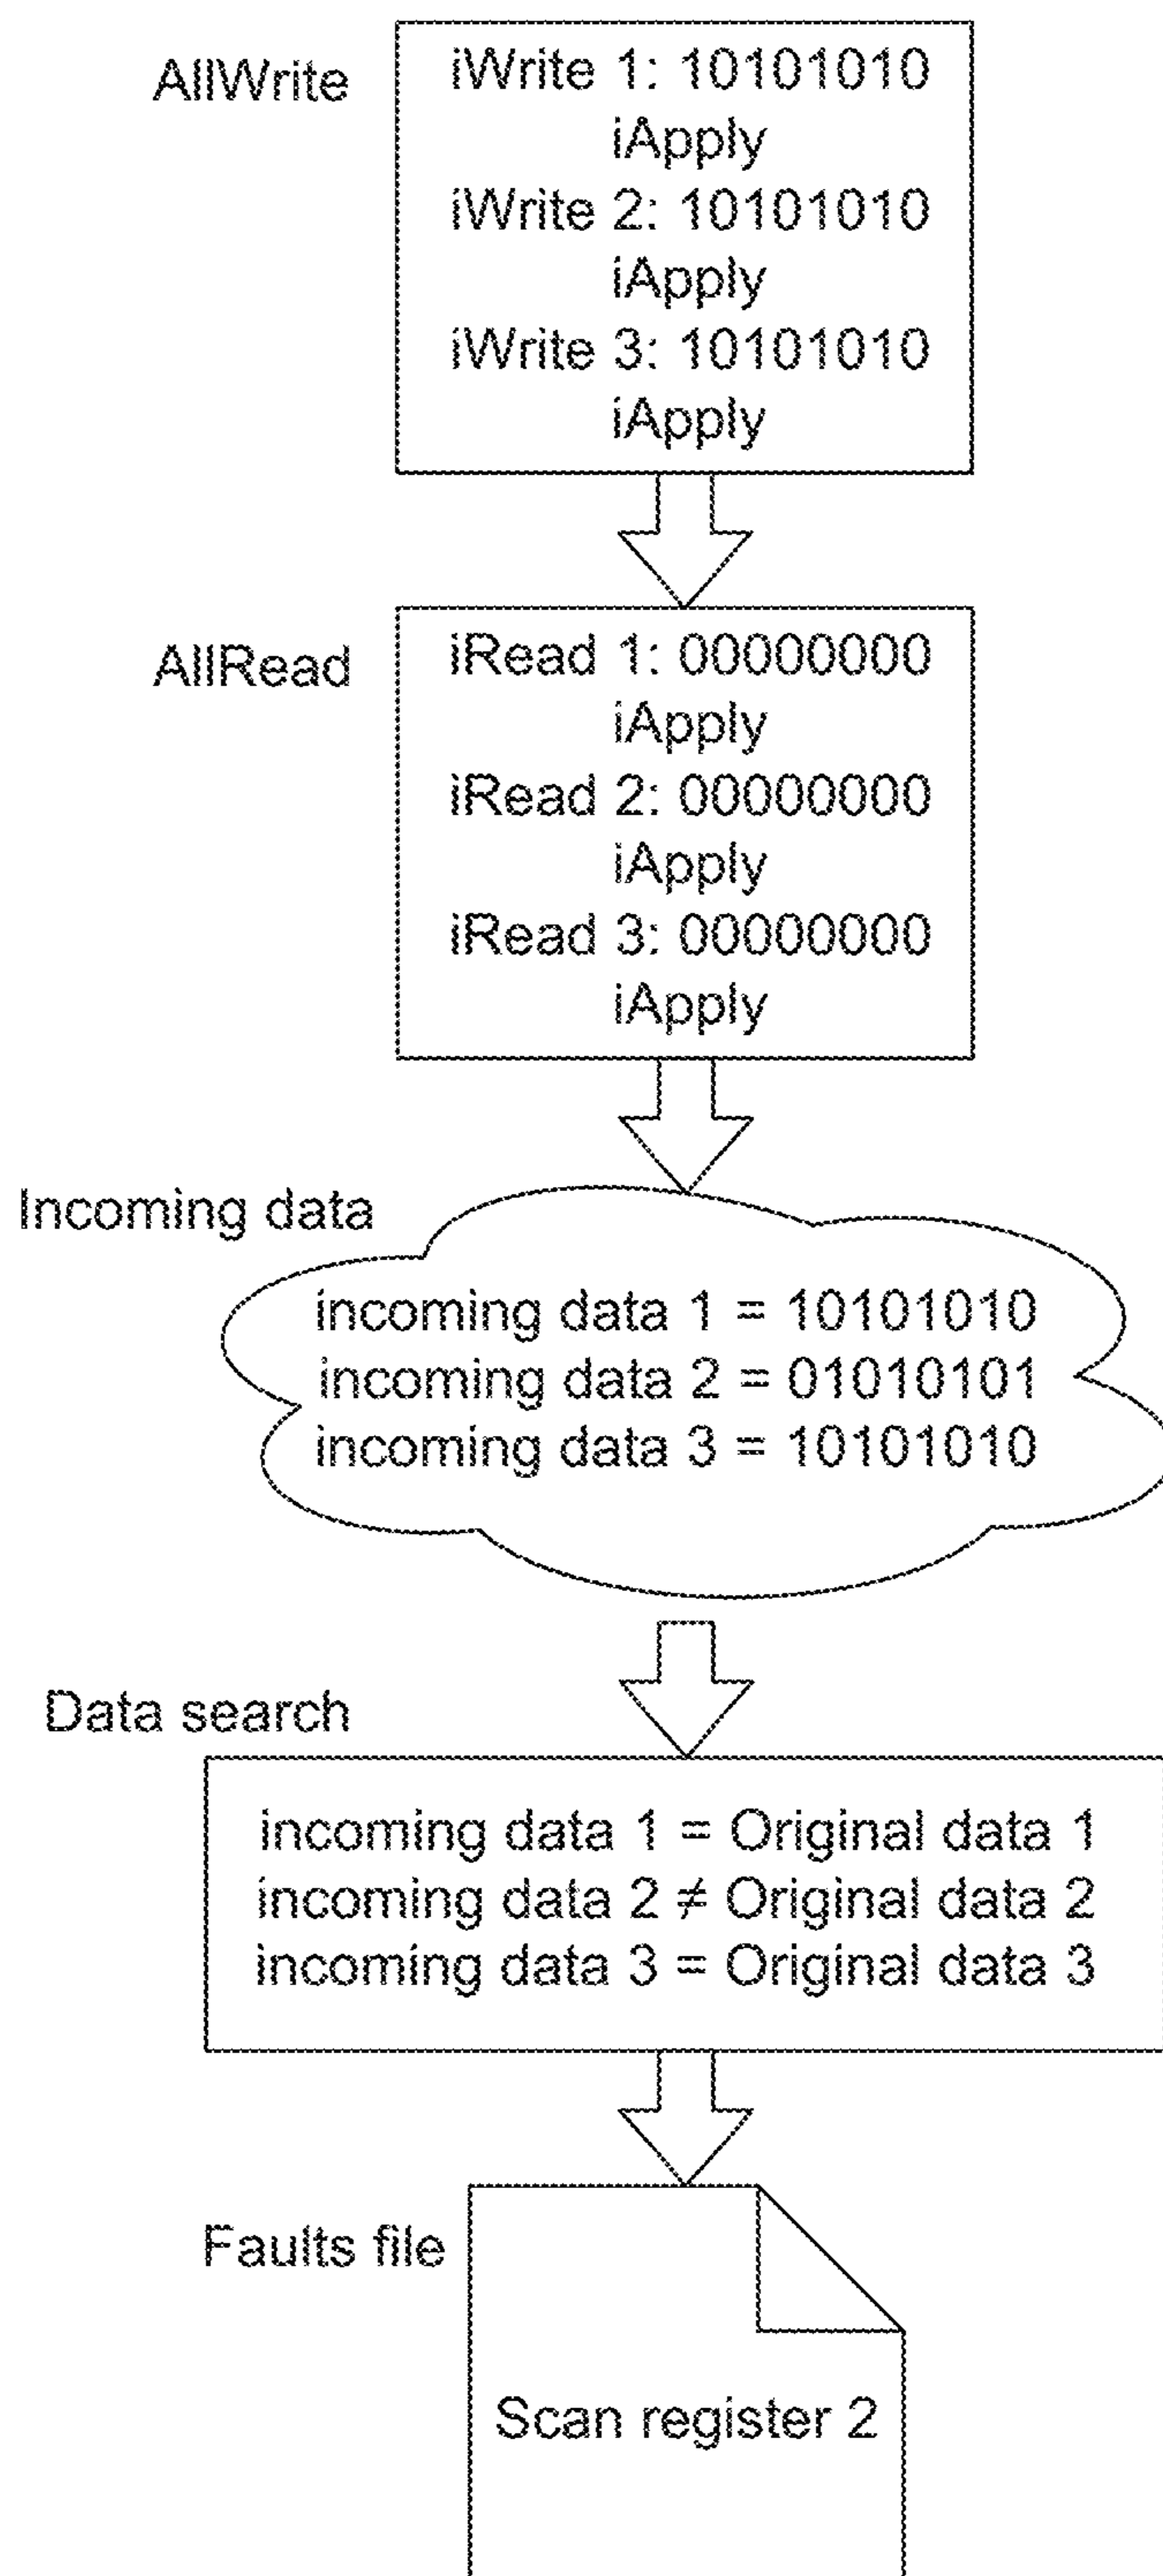 AllWrite
iWrite 1: 10101010
iApply
iWrite 2: 10101010
iApply
iWrite 3: 10101010
iApply
AllRead
iRead 1: 00000000
iApply
iRead 2: 00000000
iApply
iRead 3: 00000000
iApply
Incoming data
incoming data 1 = 10101010
incoming data 2 = 01010101
incoming data 3 = 10101010
Data search
incoming data 1 = Original data 1
incoming data 2 ≠ Original data 2
incoming data 3 = Original data 3
Faults file
Scan register 2